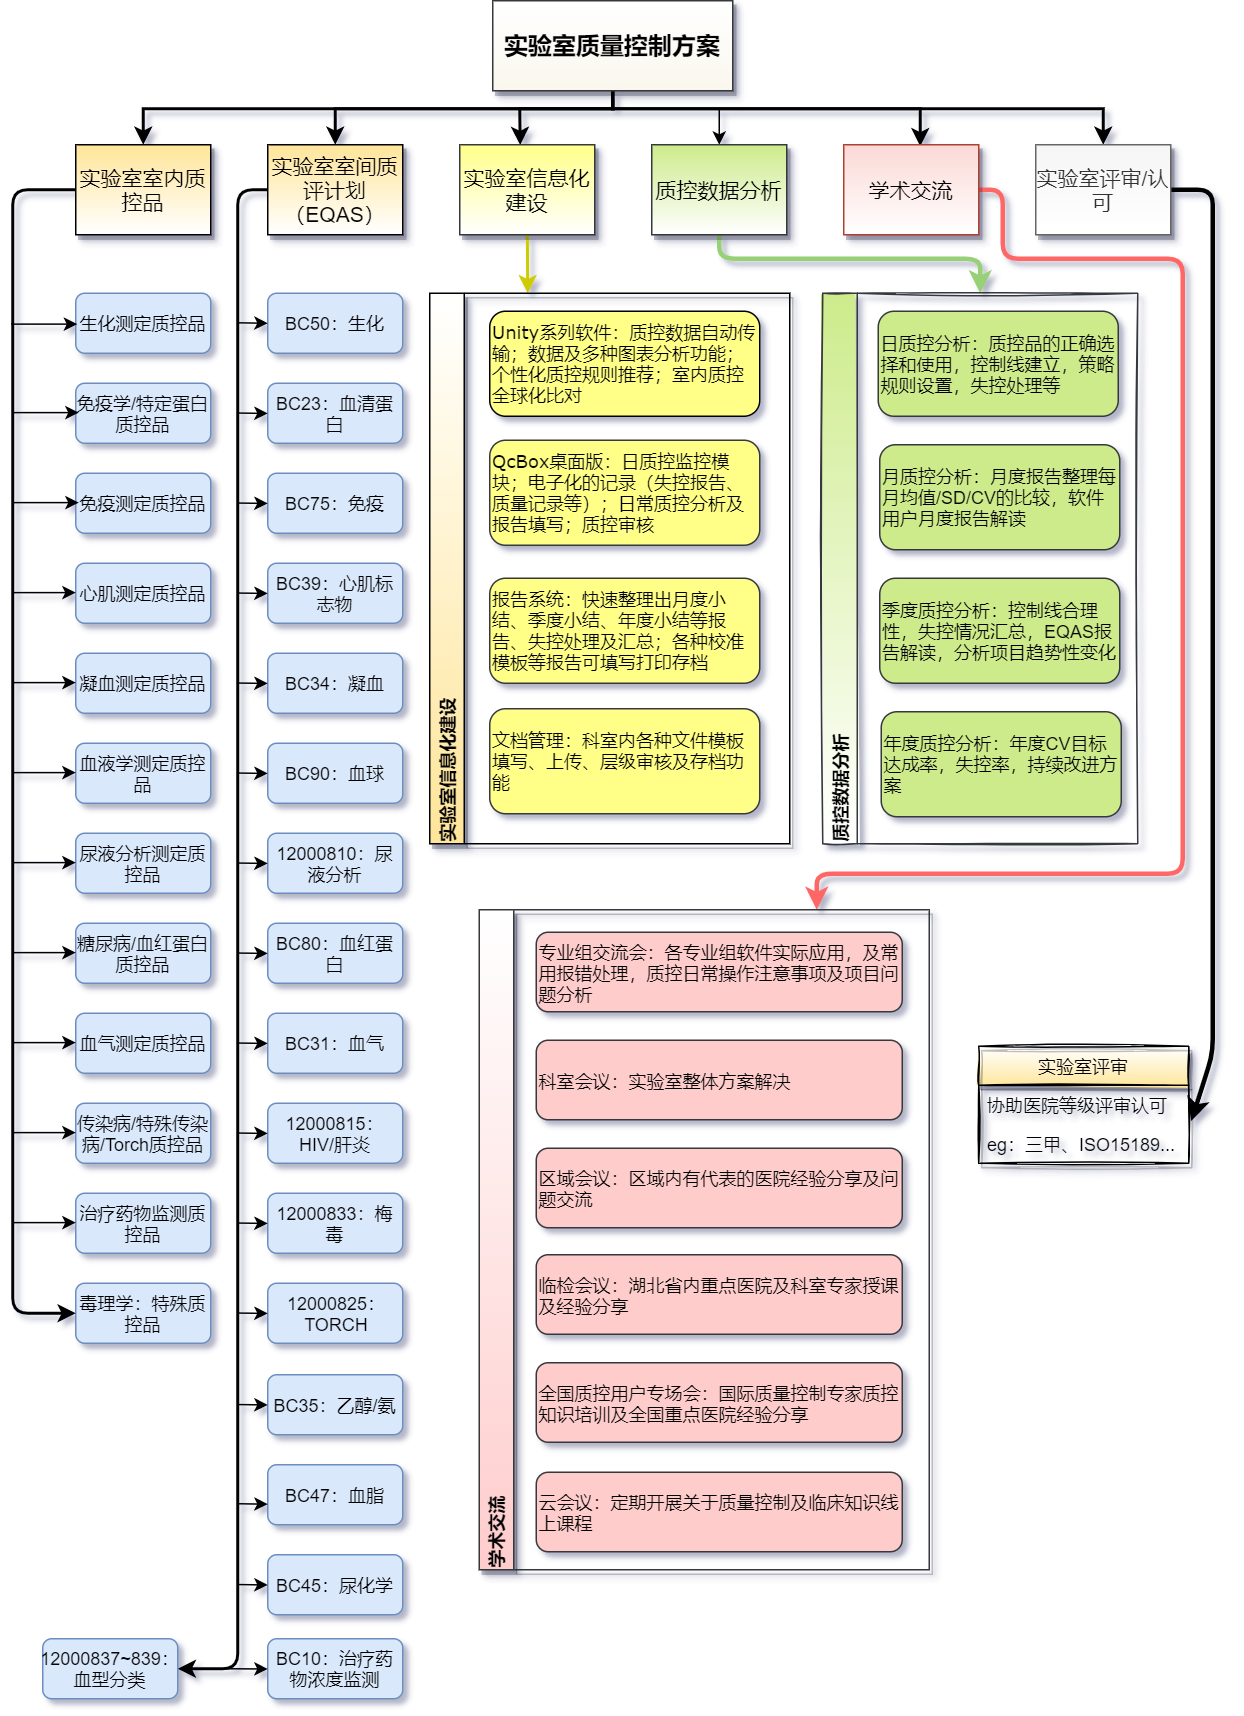 实验室质量控制方案
实验室室内质
控品
实验室室间质
评计划
（EQAS）
实验室信息化
建设
质控数据分析
学术交流
实验室评审/认
可
生化测定质控品
免疫学/特定蛋白
质控品
免疫测定质控品
心肌测定质控品
凝血测定质控品
血液学测定质控
品
尿液分析测定质
控品
糖尿病/血红蛋白
质控品
血气测定质控品
传染病/特殊传染
病/Torch质控品
治疗药物监测质
控品
毒理学：特殊质
控品
BC50：生化
BC23：血清蛋
白
BC75：免疫
BC39：心肌标
志物
BC34：凝血
BC90：血球
12000810：尿
液分析
BC80：血红蛋
白
BC31：血气
12000815：
HIV/肝炎
12000833：梅
毒
12000825：
TORCH
BC35：乙醇/氨
BC47：血脂
BC45：尿化学
BC10：治疗药
物浓度监测
12000837~839：
血型分类
实验室信息化建设
Unity系列软件：质控数据自动传
输；数据及多种图表分析功能；
个性化质控规则推荐；室内质控
全球化比对
QcBox桌面版：日质控监控模
块；电子化的记录（失控报告、
质量记录等）；日常质控分析及
报告填写；质控审核
报告系统：快速整理出月度小
结、季度小结、年度小结等报
告、失控处理及汇总；各种校准
模板等报告可填写打印存档
文档管理：科室内各种文件模板
填写、上传、层级审核及存档功
能
质控数据分析
日质控分析：质控品的正确选
择和使用，控制线建立，策略
规则设置，失控处理等
月质控分析：月度报告整理每
月均值/SD/CV的比较，软件
用户月度报告解读
季度质控分析：控制线合理
性，失控情况汇总，EQAS报
告解读，分析项目趋势性变化
年度质控分析：年度CV目标
达成率，失控率，持续改进方
案
学术交流
专业组交流会：各专业组软件实际应用，及常
用报错处理，质控日常操作注意事项及项目问
题分析
科室会议：实验室整体方案解决
区域会议：区域内有代表的医院经验分享及问
题交流
临检会议：湖北省内重点医院及科室专家授课
及经验分享
全国质控用户专场会：国际质量控制专家质控
知识培训及全国重点医院经验分享
云会议：定期开展关于质量控制及临床知识线
上课程
实验室评审
协助医院等级评审认可
eg：三甲、ISO15189...